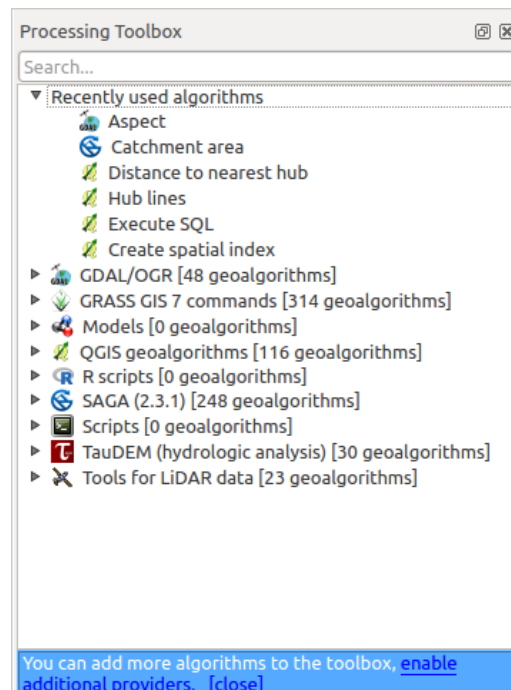 Processing Toolbox
Search...
Recently used algorithms
Aspect
Catchment area
Distance to nearest hub
Hub lines
Execute SQL
Create spatial index
GDAL/OGR [48 geoalgorithms]
GRASS GIS 7 commands [314 geoalgorithms]
Models [0 geoalgorithms]
QGIS geoalgorithms [116 geoalgorithms]
R scripts [0 geoalgorithms]
SAGA (2.3.1) [248 geoalgorithms]
Scripts [0 geoalgorithms]
TauDEM (hydrologic analysis) [30 geoalgorithms]
Tools for LiDAR data [23 geoalgorithms]
You can add more algorithms to the toolbox, enable
additional providers. [close]